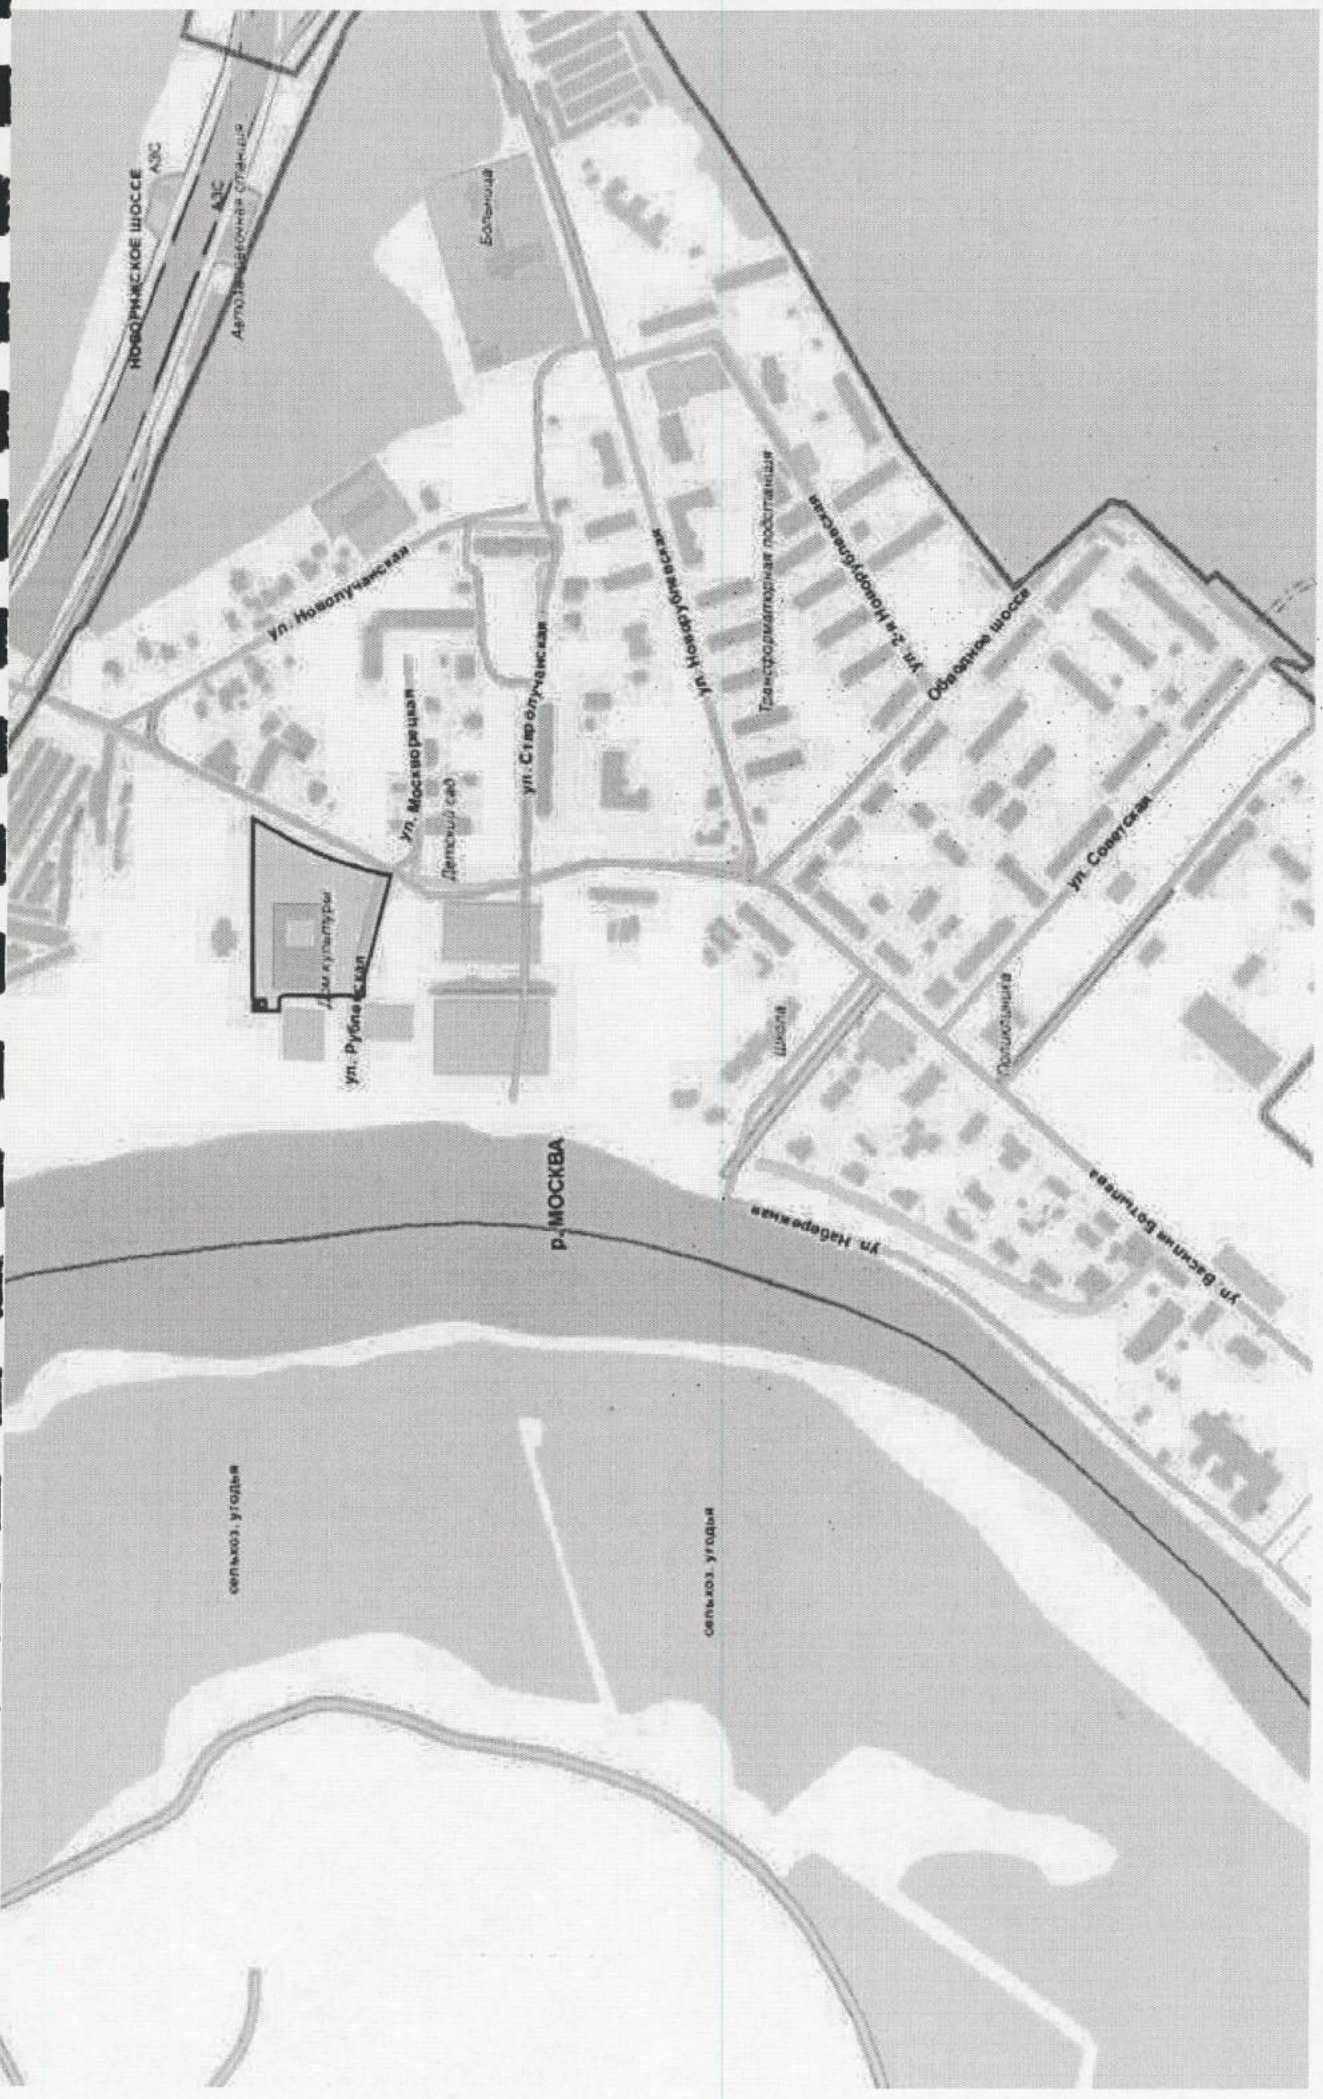 НОВОРИЖСКОЕ ШОССЕ
АЗС
АЗС
Автозаправочная станция
Больница
ул. Новолучанская
ул. Москворецкая
Детский сад
ул. Старолучанская
ул. Новорублевская
Трансформаторная подстанция
ул. 2-я Новорублевская
Обводное шоссе
ул. Советская
Дом культуры
ул. Рублевская
Школа
Поликлиника
р. МОСКВА
ул. Набережная
ул. Василия Ботылева
сельхоз. угодья
сельхоз. угодья